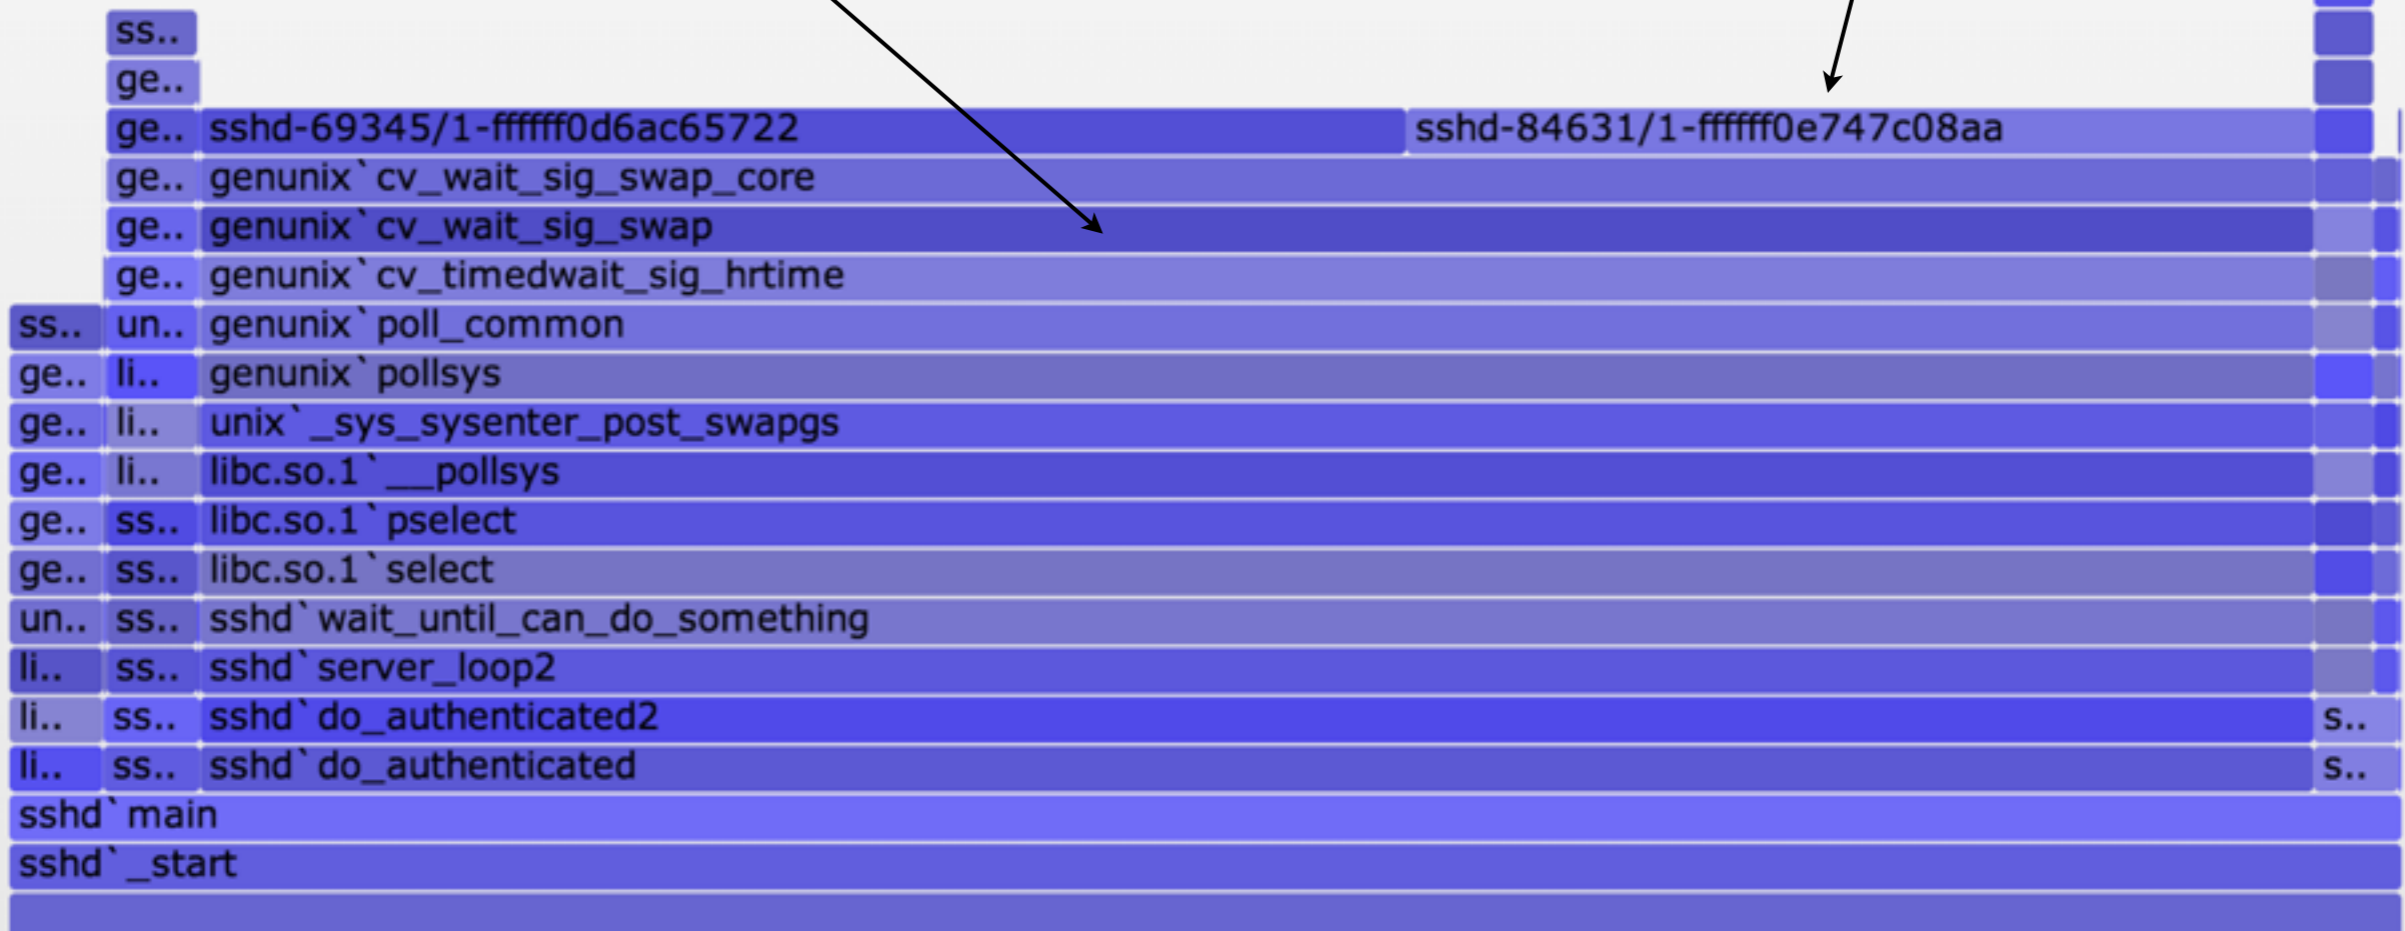 ss..
ge..
ge.. sshd-69345/1-ffffff0d6ac65722 sshd-84631/1-ffffff0e747c08aa
ge.. genunix`cv_wait_sig_swap_core
ge.. genunix`cv_wait_sig_swap
ge.. genunix`cv_timedwait_sig_hrtime
ss.. un.. genunix`poll_common
ge.. li.. genunix`pollsys
ge.. li.. unix`_sys_sysenter_post_swapgs
ge.. li.. libc.so.1`__pollsys
ge.. ss.. libc.so.1`pselect
ge.. ss.. libc.so.1`select
un.. ss.. sshd`wait_until_can_do_something
li.. ss.. sshd`server_loop2
li.. ss.. sshd`do_authenticated2 s..
li.. ss.. sshd`do_authenticated s..
sshd`main
sshd`_start